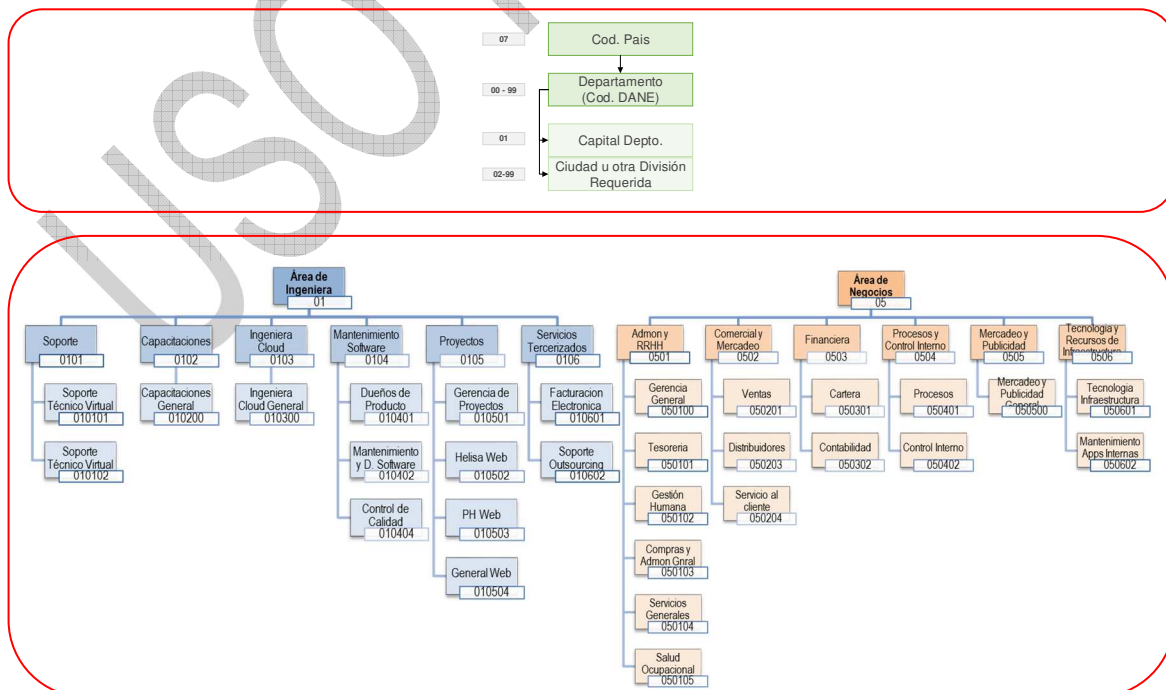 07
Cod. Pais
00 - 99
Departamento
(Cod. DANE)
01
Capital Depto.
02-99
Ciudad u otra División
Requerida
Área de
Ingeniera
01
Soporte
0101
Soporte
Técnico Virtual
010101
Soporte
Técnico Virtual
010102
Capacitaciones
0102
Capacitaciones
General
010200
Ingeniera
Cloud
0103
Ingeniera
Cloud General
010300
Mantenimiento
Software
0104
Dueños de
Producto
010401
Mantenimiento
y D. Software
010402
Control de
Calidad
010404
Proyectos
0105
Gerencia de
Proyectos
010501
Helisa Web
010502
PH Web
010503
General Web
010504
Servicios
Tercerizados
0106
Facturacion
Electronica
010601
Soporte
Outsourcing
010602
Área de
Negocios
05
Admon y
RRHH
0501
Gerencia
General
050100
Tesoreria
050101
Gestión
Humana
050102
Compras y
Admon Gnral
050103
Servicios
Generales
050104
Salud
Ocupacional
050105
Comercial y
Mercadeo
0502
Ventas
050201
Distribuidores
050203
Servicio al
cliente
050204
Financiera
0503
Cartera
050301
Contabilidad
050302
Procesos y
Control Interno
0504
Procesos
050401
Control Interno
050402
Mercadeo y
Publicidad
0505
Mercadeo y
Publicidad
General
050500
Tecnologia y
Recursos de
Infraestructura
0506
Tecnologia
Infraestructura
050601
Mantenimiento
Apps Internas
050602